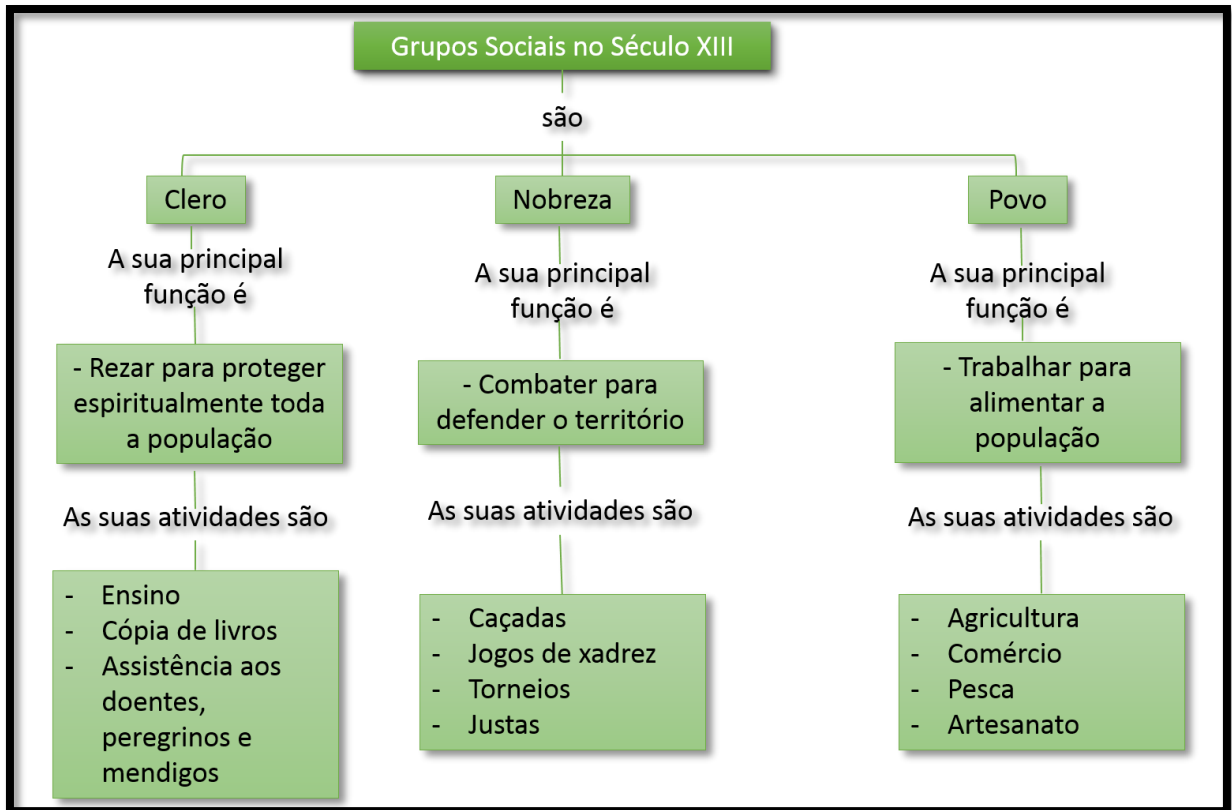 Grupos Sociais no Século XIII
são
Clero
A sua principal
função é
- Rezar para proteger
espiritualmente toda
a população
As suas atividades são
- Ensino
- Cópia de livros
- Assistência aos
doentes,
peregrinos e
mendigos
Nobreza
A sua principal
função é
- Combater para
defender o território
As suas atividades são
- Caçadas
- Jogos de xadrez
- Torneios
- Justas
Povo
A sua principal
função é
- Trabalhar para
alimentar a
população
As suas atividades são
- Agricultura
- Comércio
- Pesca
- Artesanato